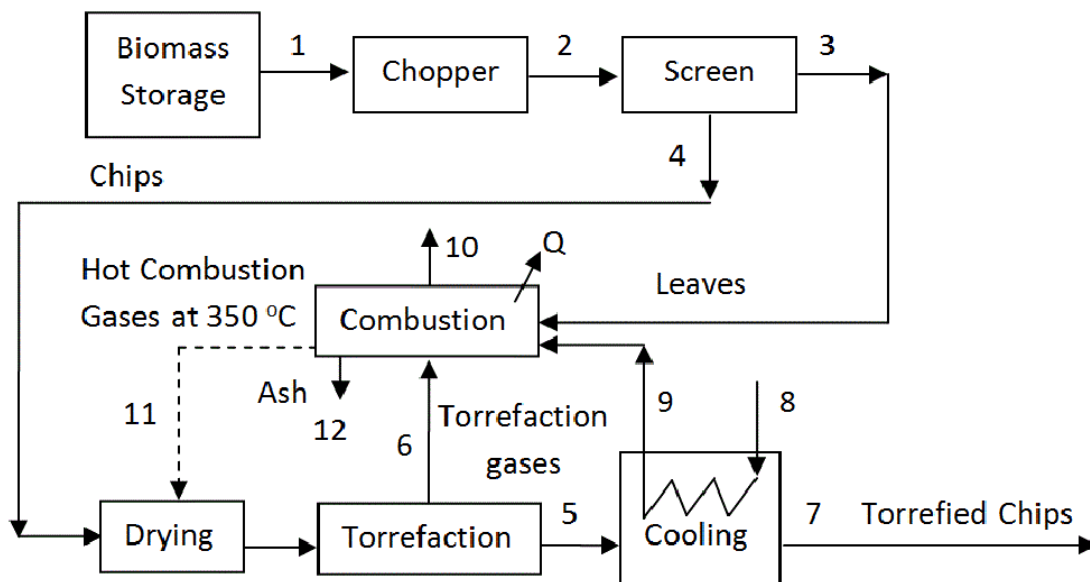 Biomass
Storage
1
Chopper
2
Screen
3
4
Chips
10
Q
Hot Combustion
Gases at 350 ºC
Combustion
Leaves
11
Ash
12
6
Torrefaction
gases
9
8
Drying
Torrefaction
5
Cooling
7
Torrefied Chips